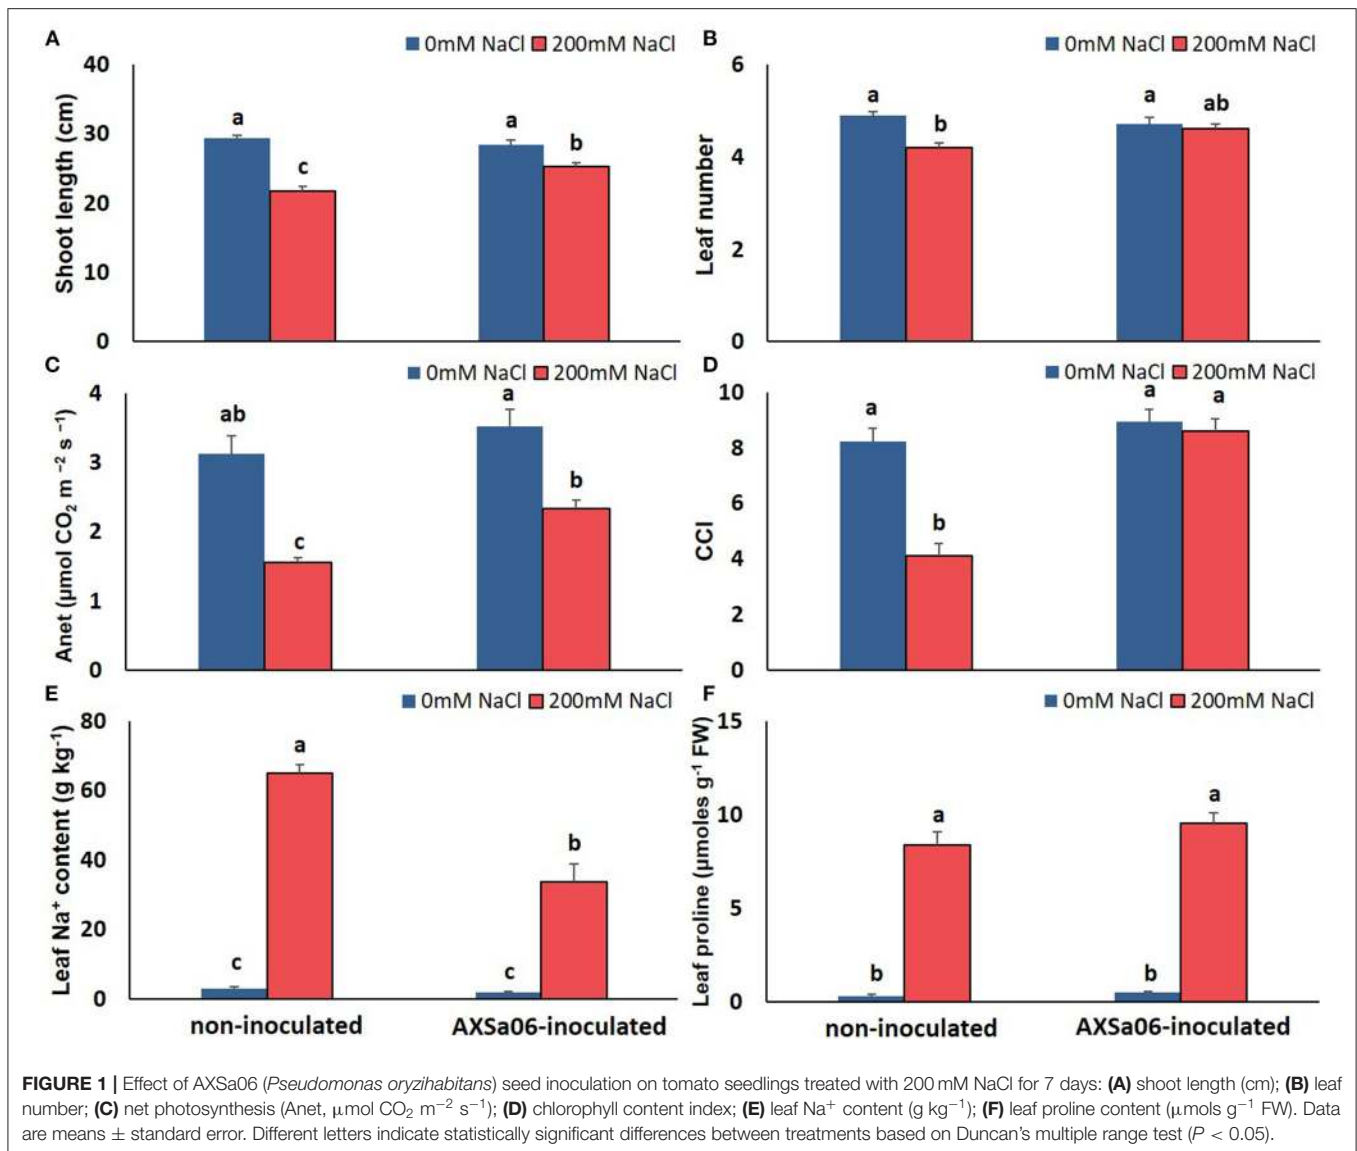 A
0mM NaCl 200mM NaCl
Shoot length (cm)
40
30
20
10
0
a
c
a
b
B
0mM NaCl 200mM NaCl
Leaf number
6
4
2
0
a
b
a
ab
C
0mM NaCl 200mM NaCl
Anet (μmol CO₂ m ⁻² s ⁻¹)
4
3
2
1
0
ab
c
a
b
D
0mM NaCl 200mM NaCl
CCI
10
8
6
4
2
0
a
b
a
a
E
0mM NaCl 200mM NaCl
Leaf Na⁺ content (g kg⁻¹)
80
60
40
20
0
c
a
c
b
non-inoculated AXSa06-inoculated
F
0mM NaCl 200mM NaCl
Leaf proline (μmoles g⁻¹ FW)
15
10
5
0
b
a
b
a
non-inoculated AXSa06-inoculated
FIGURE 1 | Effect of AXSa06 (Pseudomonas oryzihabitans) seed inoculation on tomato seedlings treated with 200 mM NaCl for 7 days: (A) shoot length (cm); (B) leaf
number; (C) net photosynthesis (Anet, μmol CO₂ m⁻² s⁻¹); (D) chlorophyll content index; (E) leaf Na⁺ content (g kg⁻¹); (F) leaf proline content (μmols g⁻¹ FW). Data
are means ± standard error. Different letters indicate statistically significant differences between treatments based on Duncan's multiple range test (P < 0.05).